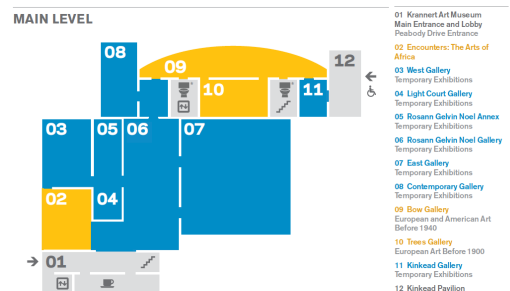 MAIN LEVEL
08
09
10
12
11
03
05
06
07
02
04
01
01 Krannert Art Museum
Main Entrance and Lobby
Peabody Drive Entrance
02 Encounters: The Arts of
Africa
03 West Gallery
Temporary Exhibitions
04 Light Court Gallery
Temporary Exhibitions
05 Rosann Gelvin Noel Annex
Temporary Exhibitions
06 Rosann Gelvin Noel Gallery
Temporary Exhibitions
07 East Gallery
Temporary Exhibitions
08 Contemporary Gallery
Temporary Exhibitions
09 Bow Gallery
European and American Art
Before 1940
10 Trees Gallery
European Art Before 1900
11 Kinkead Gallery
Temporary Exhibitions
12 Kinkead Pavilion